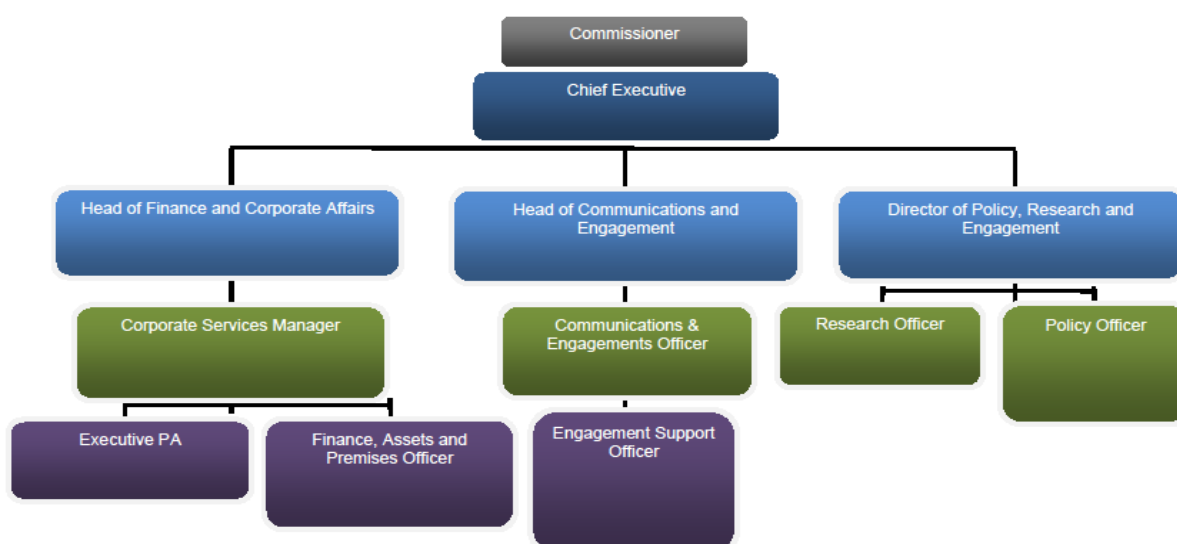 Commissioner
Chief Executive
Head of Finance and Corporate Affairs
Head of Communications and
Engagement
Director of Policy, Research and
Engagement
Corporate Services Manager
Communications &
Engagements Officer
Research Officer
Policy Officer
Executive PA
Finance, Assets and
Premises Officer
Engagement Support
Officer